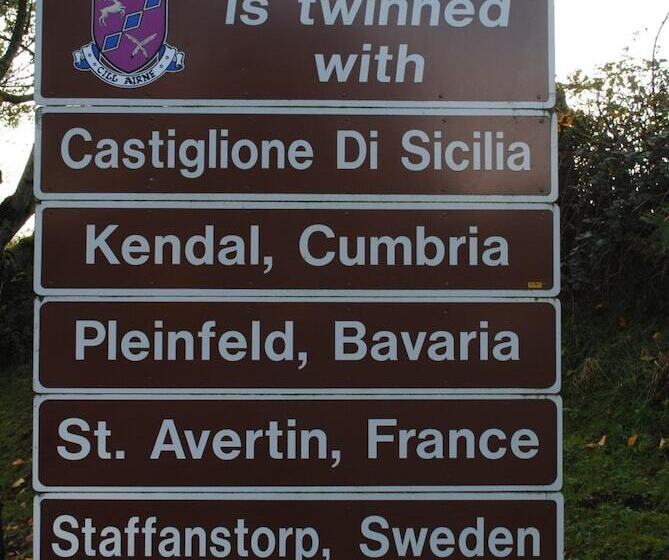 CILL AIRNE
is twinned
with
Castiglione Di Sicilia
Kendal, Cumbria
Pleinfeld, Bavaria
St. Avertin, France
Staffanstorp, Sweden